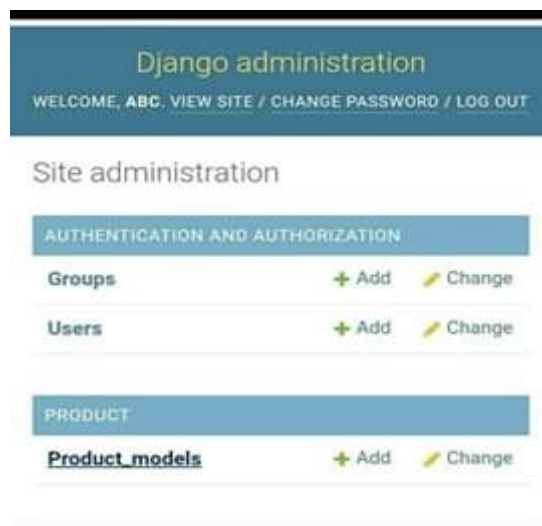 Django administration
WELCOME, ABC. VIEW SITE / CHANGE PASSWORD / LOG OUT
Site administration
AUTHENTICATION AND AUTHORIZATION
Groups Add Change
Users Add Change
PRODUCT
Product_models Add Change